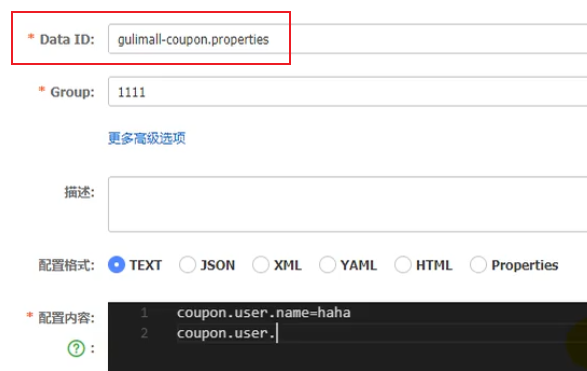 * Data ID: gulimall-coupon.properties
* Group: 1111
更多高级选项
描述:
配置格式: TEXT JSON XML YAML HTML Properties
* 配置内容: 1 coupon.user.name=haha
? : 2 coupon.user.